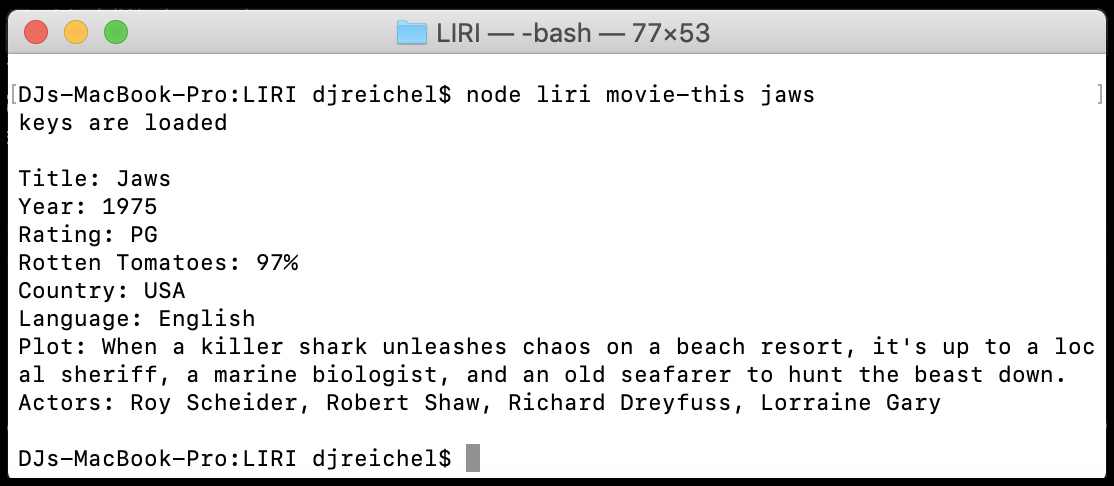 LIRI — -bash — 77×53
[DJs-MacBook-Pro:LIRI djreichel$ node liri movie-this jaws ]
keys are loaded
Title: Jaws
Year: 1975
Rating: PG
Rotten Tomatoes: 97%
Country: USA
Language: English
Plot: When a killer shark unleashes chaos on a beach resort, it's up to a loc
al sheriff, a marine biologist, and an old seafarer to hunt the beast down.
Actors: Roy Scheider, Robert Shaw, Richard Dreyfuss, Lorraine Gary
DJs-MacBook-Pro:LIRI djreichel$